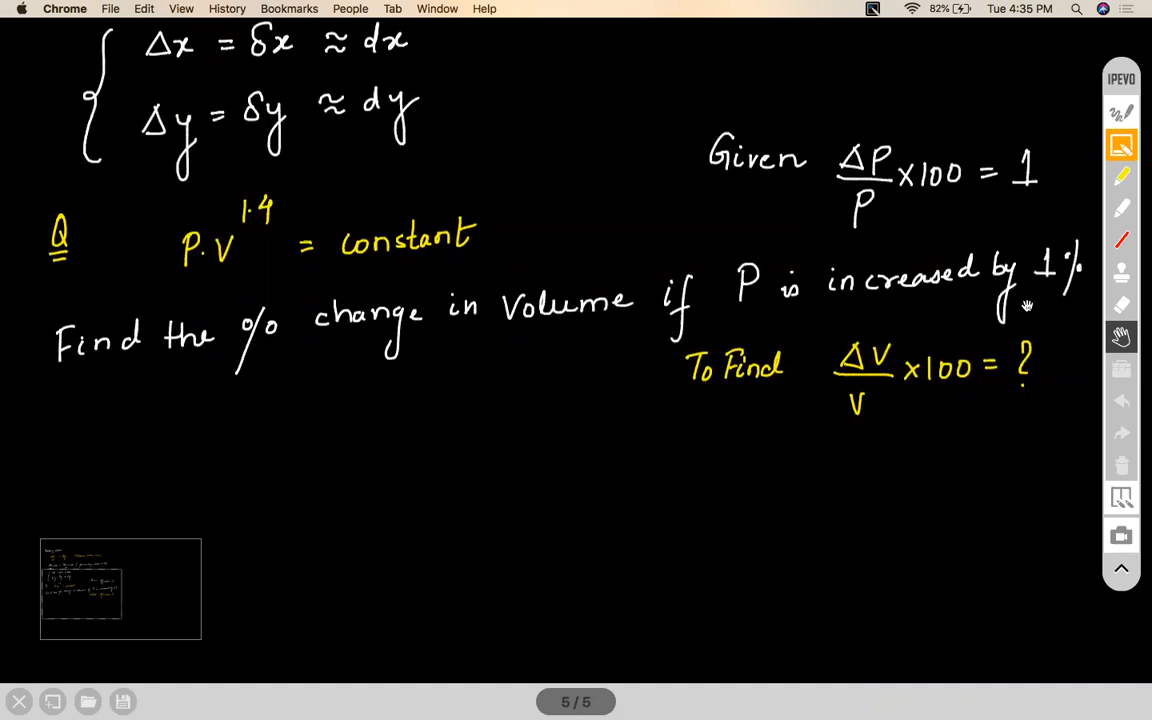 Chrome File Edit View History Bookmarks People Tab Window Help 82% Tue 4:35 PM
IPEVO
Δx = δx ≈ dx
Δy = δy ≈ dy
Given ΔP/P ×100 = 1
Q P.V^1.4 = constant
Find the % change in Volume if P is increased by 1%
To Find ΔV/V ×100 = ?
5 / 5